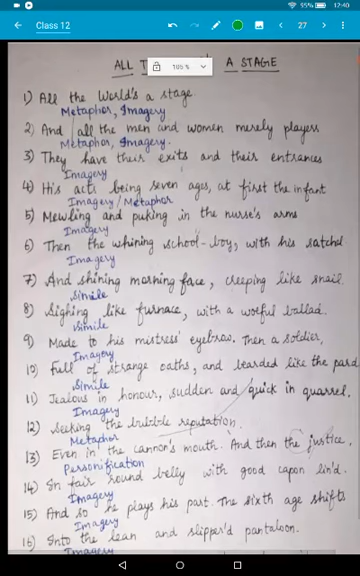 35% 12:40
Class 12
27
ALL A STAGE
105 %
1) All the World's a stage
Metaphor, Imagery
2) And all the men and women merely players
Metaphor, Imagery.
3) They have their exits and their entrances
Imagery
4) His acts being seven ages, at first the infant
Imagery/Metaphor
5) Mewling and puking in the nurse's arms
Imagery
6) Then the whining school-boy, with his satchel
Imagery
7) And shining morning face, creeping like snail
Simile
8) Sighing like furnace, with a woeful ballad
Simile
9) Made to his mistress' eyebrow. Then a soldier,
Imagery
10) Full of strange oaths, and bearded like the pard
Simile
11) Jealous in honour, sudden and quick in quarrel,
Imagery
12) Seeking the bubble reputation.
Metaphor
13) Even in the cannon's mouth. And then the justice,
Personification
14) In fair round belly with good capon lin'd.
Imagery
15) And so he plays his part. The sixth age shifts
Imagery
16) Into the lean and slipper'd pantaloon.
Imagery